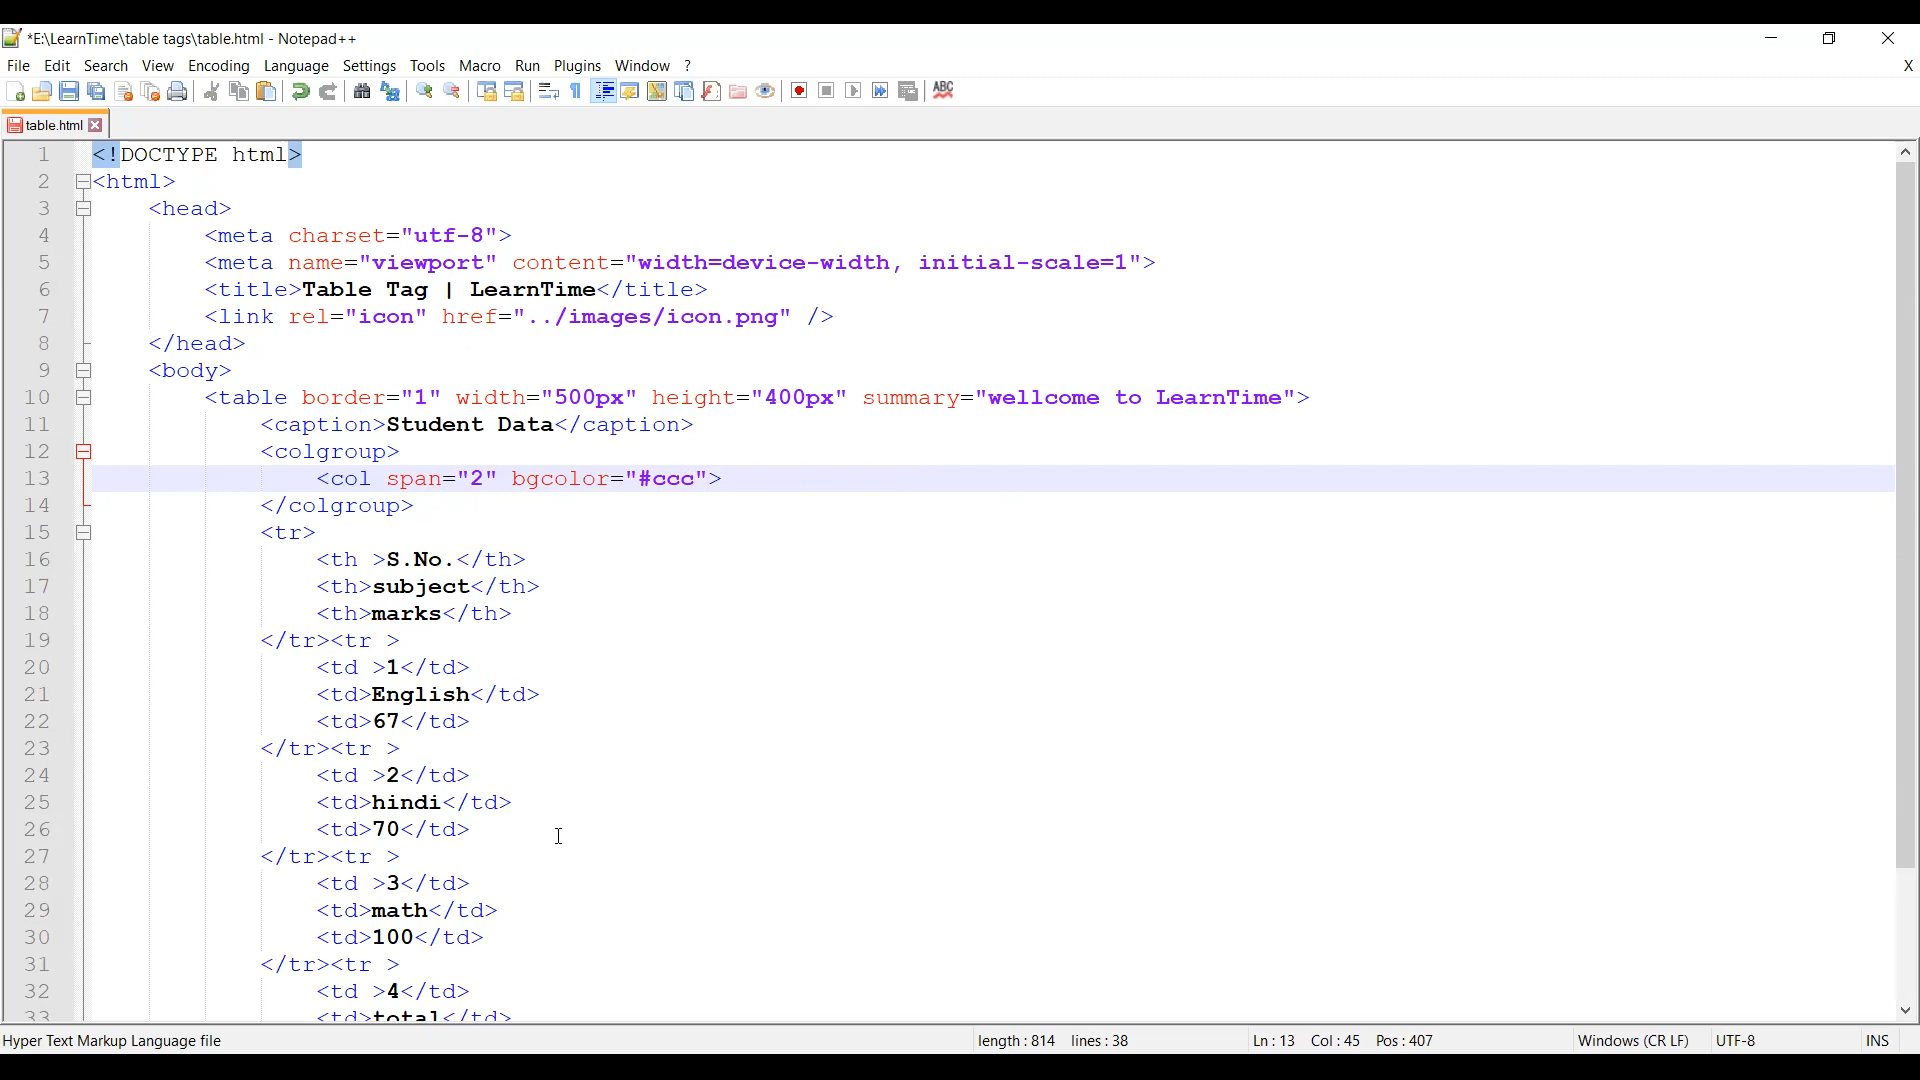 *E:\LearnTime\table tags\table.html - Notepad++
File Edit Search View Encoding Language Settings Tools Macro Run Plugins Window ? X
ABC
table.html
1 <!DOCTYPE html>
2 <html>
3 <head>
4 <meta charset="utf-8">
5 <meta name="viewport" content="width=device-width, initial-scale=1">
6 <title>Table Tag | LearnTime</title>
7 <link rel="icon" href="../images/icon.png" />
8 </head>
9 <body>
10 <table border="1" width="500px" height="400px" summary="wellcome to LearnTime">
11 <caption>Student Data</caption>
12 <colgroup>
13 <col span="2" bgcolor="#ccc">
14 </colgroup>
15 <tr>
16 <th >S.No.</th>
17 <th>subject</th>
18 <th>marks</th>
19 </tr><tr >
20 <td >1</td>
21 <td>English</td>
22 <td>67</td>
23 </tr><tr >
24 <td >2</td>
25 <td>hindi</td>
26 <td>70</td>
27 </tr><tr >
28 <td >3</td>
29 <td>math</td>
30 <td>100</td>
31 </tr><tr >
32 <td >4</td>
33 <td>total</td>
Hyper Text Markup Language file length : 814 lines : 38 Ln : 13 Col : 45 Pos : 407 Windows (CR LF) UTF-8 INS